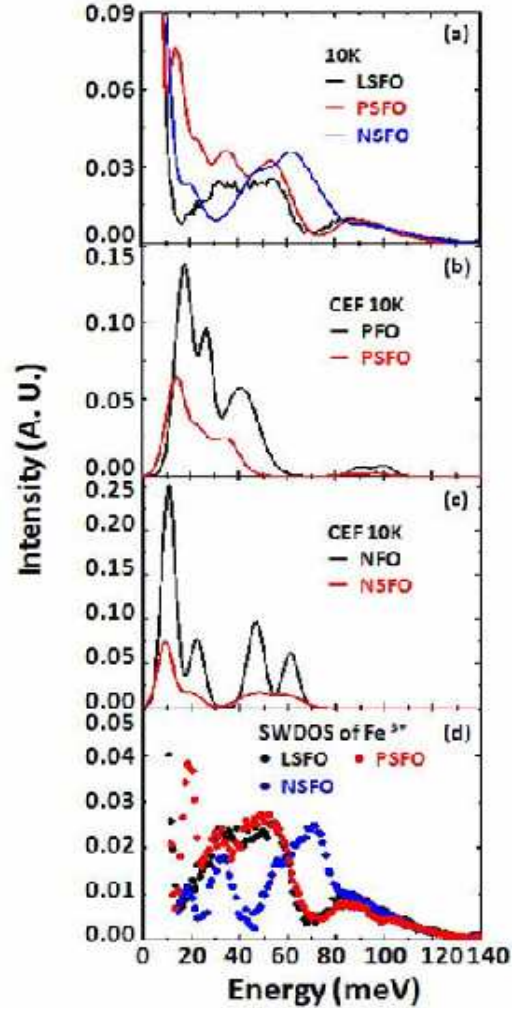 0.09
(a)
10K
LSFO
0.06
PSFO
NSFO
0.03
0.00
0.15
(b)
CEF 10K
0.10
PFO
PSFO
0.05
0.00
0.25
(c)
0.20
CEF 10K
NFO
0.15
NSFO
0.10
0.05
0.00
0.05
SWDOS of Fe 3+ (d)
LSFO PSFO
0.04
NSFO
0.03
0.02
0.01
0.00
0 20 40 60 80 100 120 140
Energy (meV)
Intensity (A. U.)